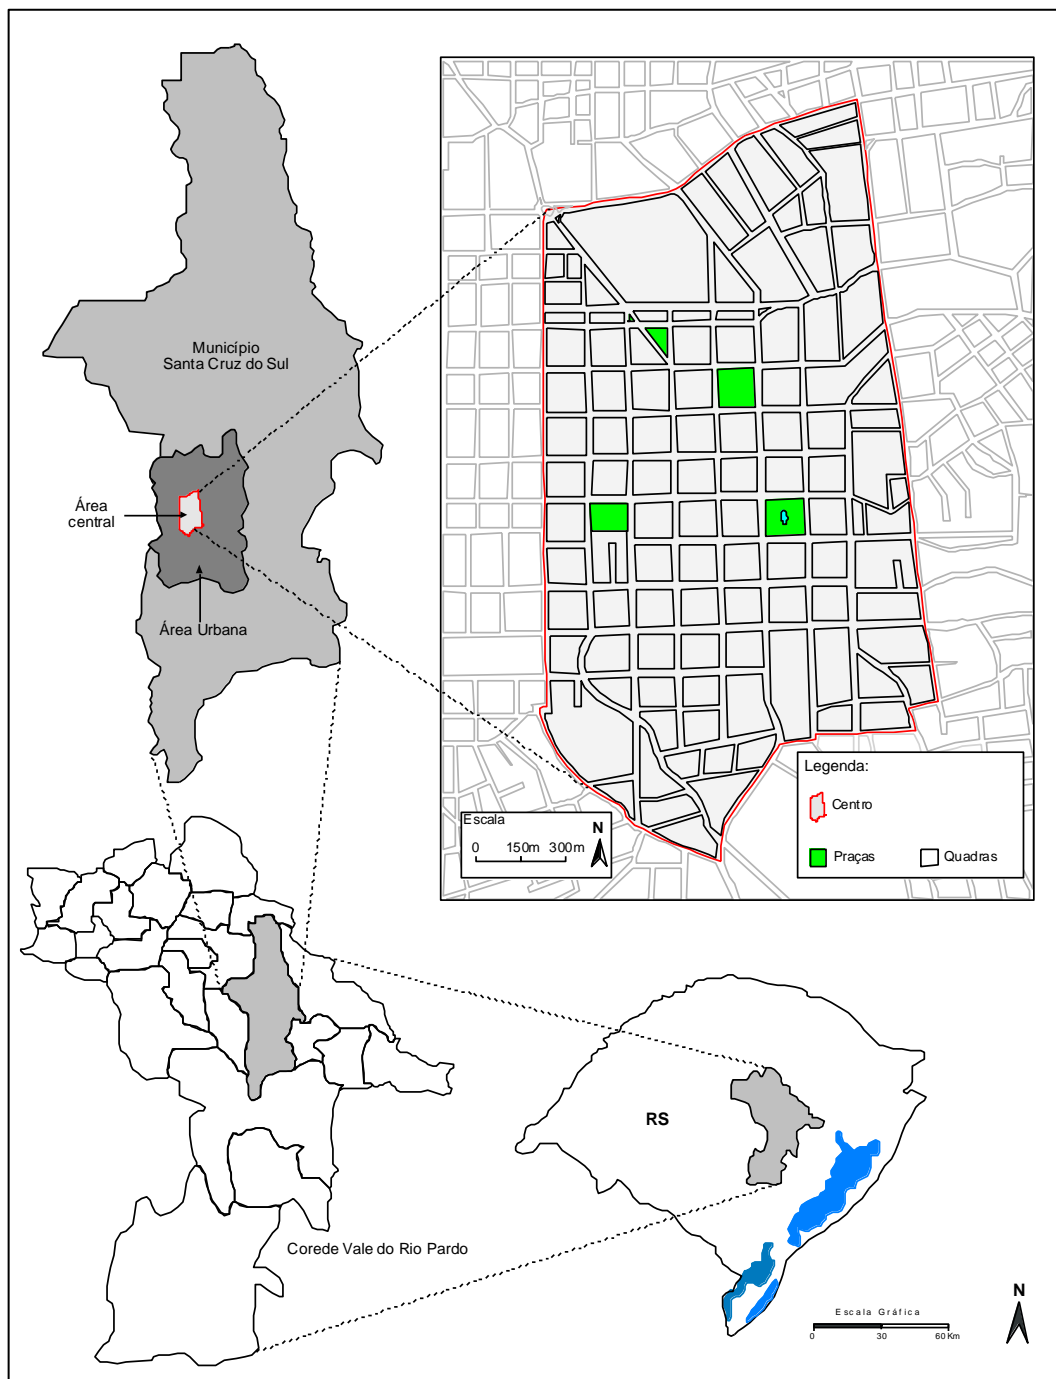 Município
Santa Cruz do Sul
Área
central
Área Urbana
Legenda:
Centro
Praças
Quadras
Escala
N
0 150m 300m
RS
Corede Vale do Rio Pardo
N
Escala Gráfica
0 30 60 Km